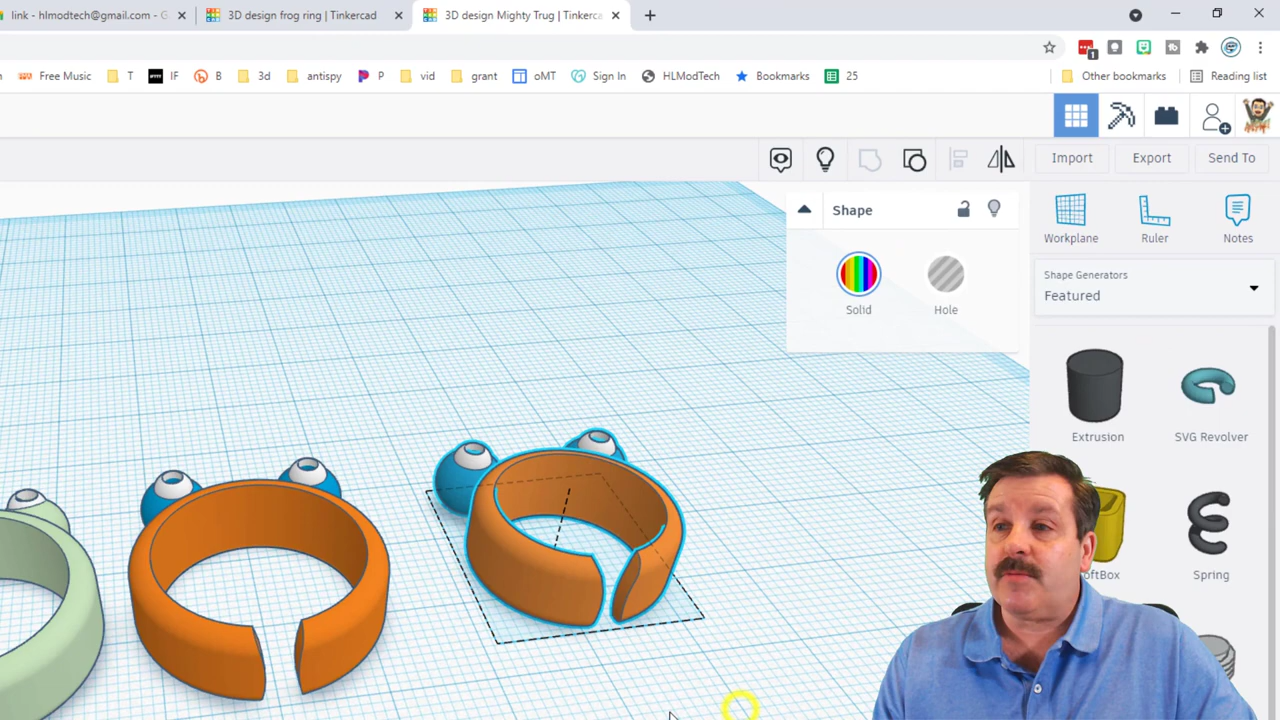 link - hlmodtech@gmail.com - G
3D design frog ring | Tinkercad
3D design Mighty Trug | Tinkerca
Free Music
T
IF
B
3d
antispy
P
vid
grant
oMT
Sign In
HLModTech
Bookmarks
25
Other bookmarks
Reading list
1
Import
Export
Send To
Shape
Solid
Hole
Workplane
Ruler
Notes
Shape Generators
Featured
Extrusion
SVG Revolver
oftBox
Spring